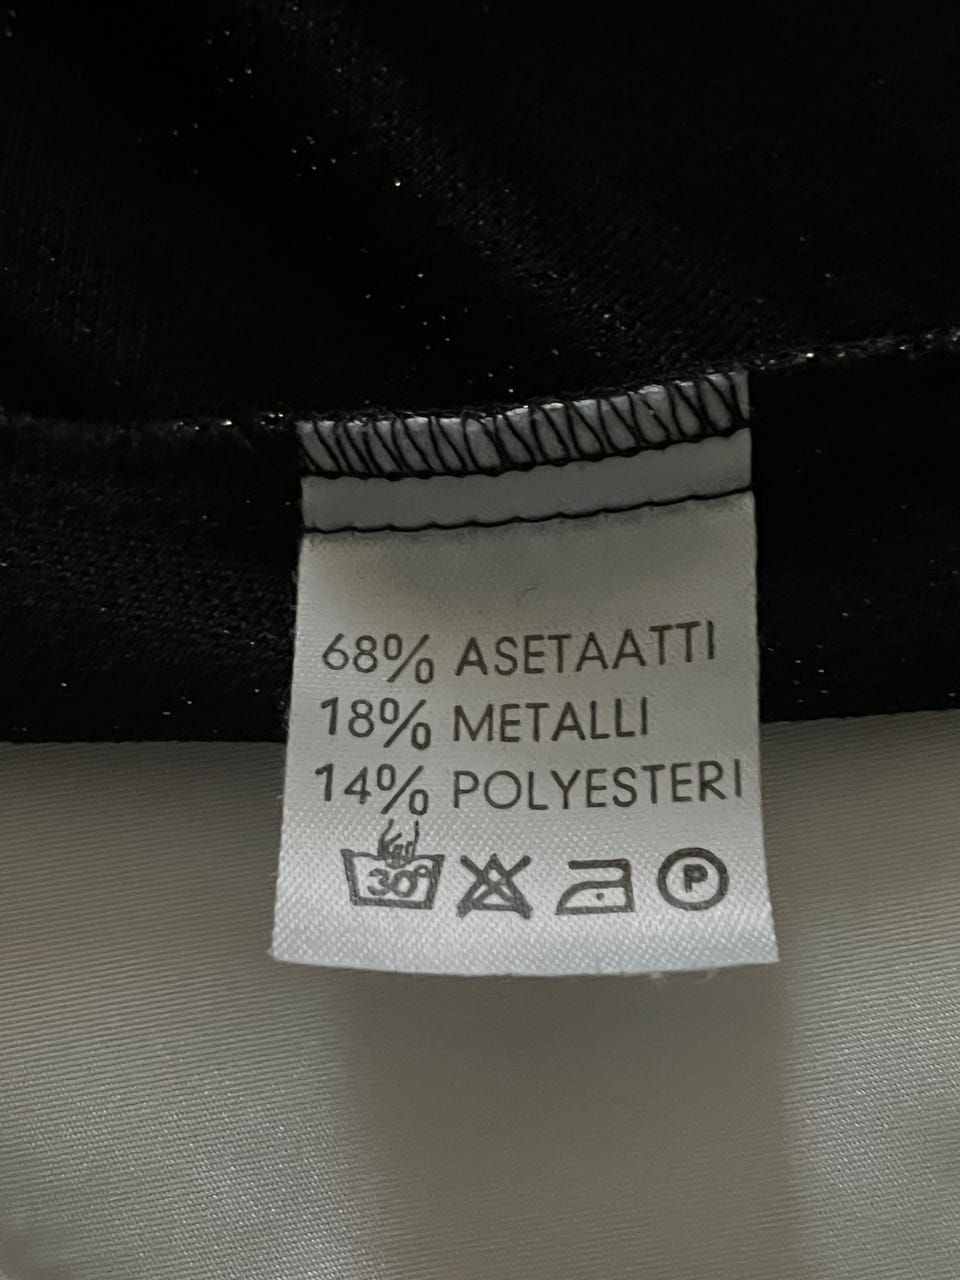 68% ASETAATTI
18% METALLI
14% POLYESTERI
30° P